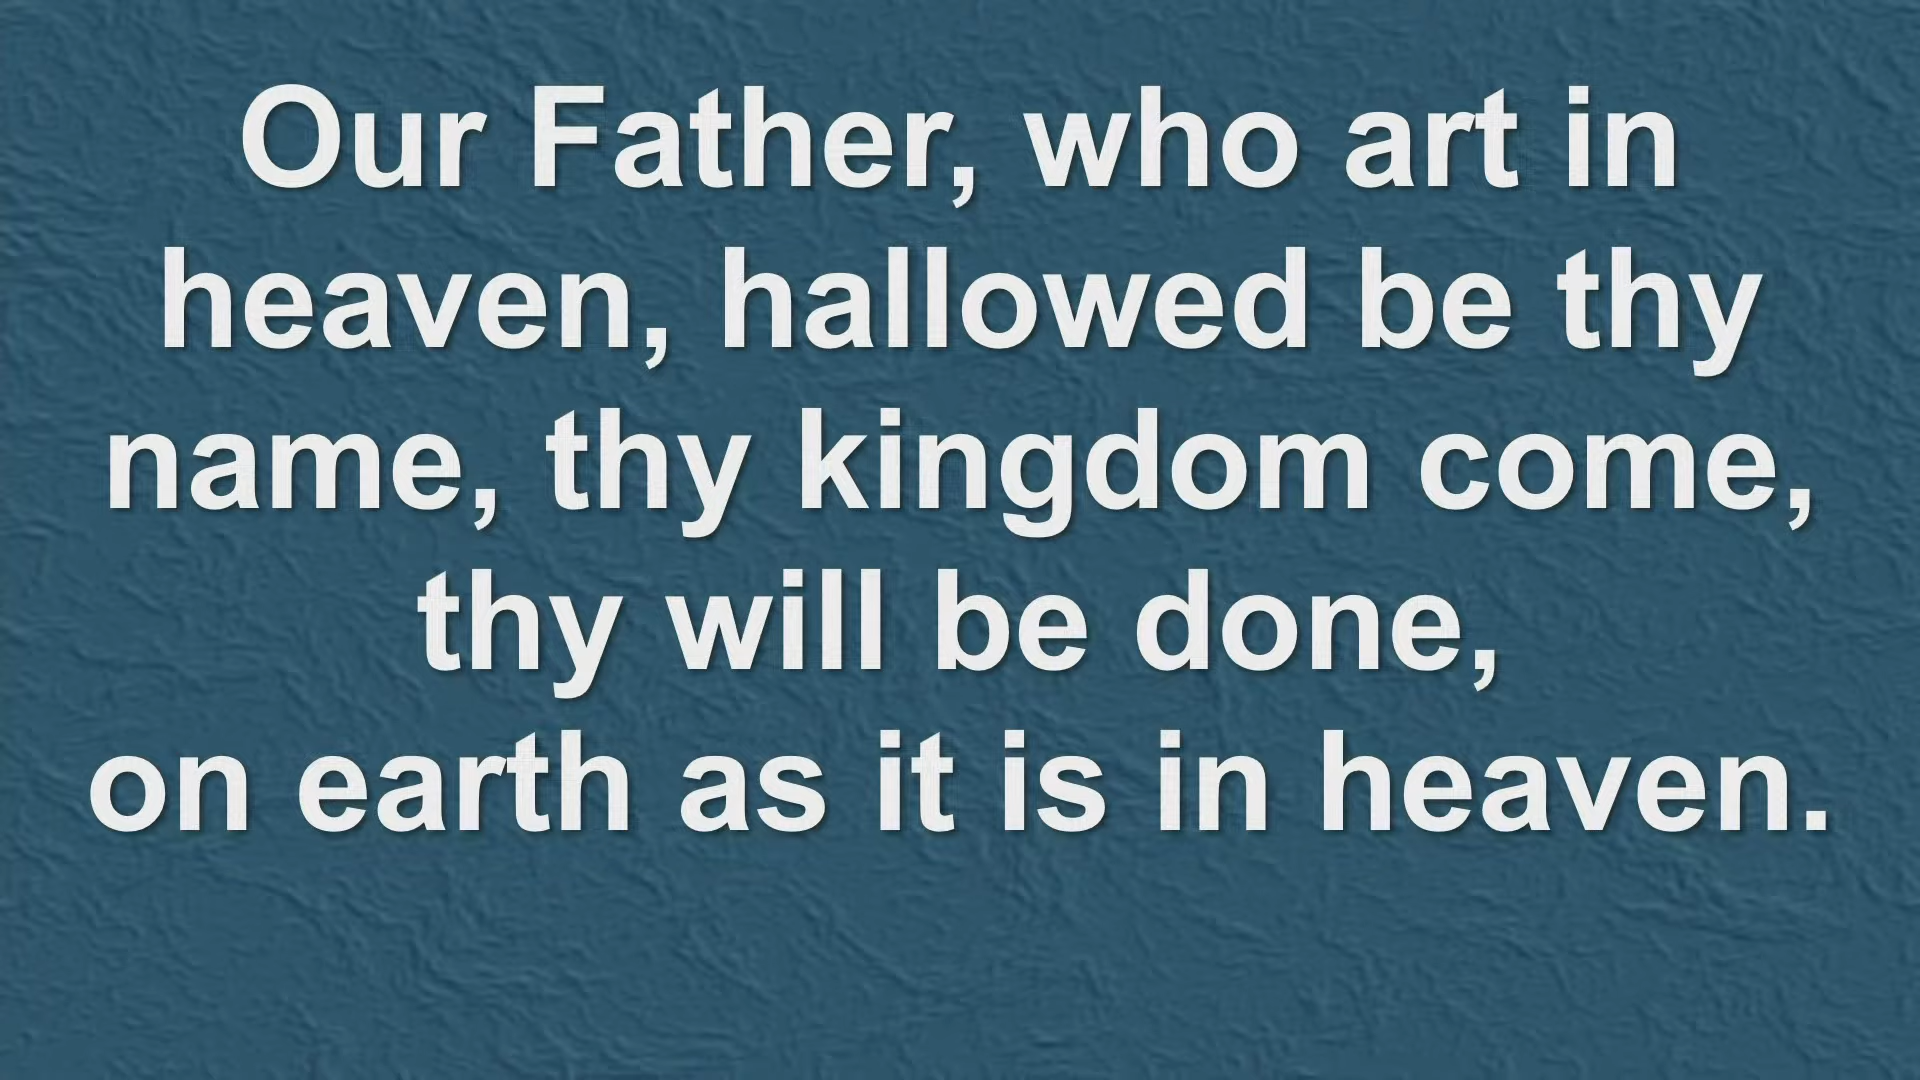 Our Father, who art in
heaven, hallowed be thy
name, thy kingdom come,
thy will be done,
on earth as it is in heaven.